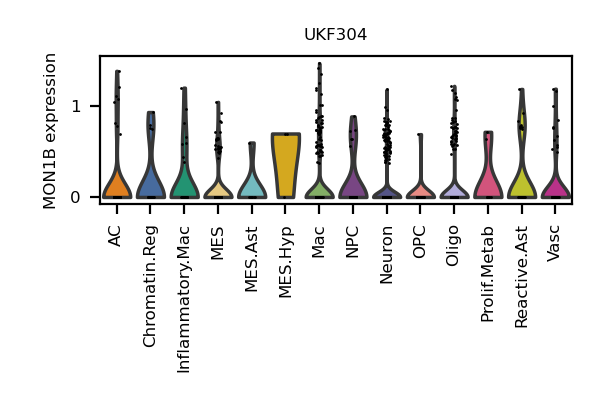 UKF304
MON1B expression
1
0
AC
Chromatin.Reg
Inflammatory.Mac
MES
MES.Ast
MES.Hyp
Mac
NPC
Neuron
OPC
Oligo
Prolif.Metab
Reactive.Ast
Vasc